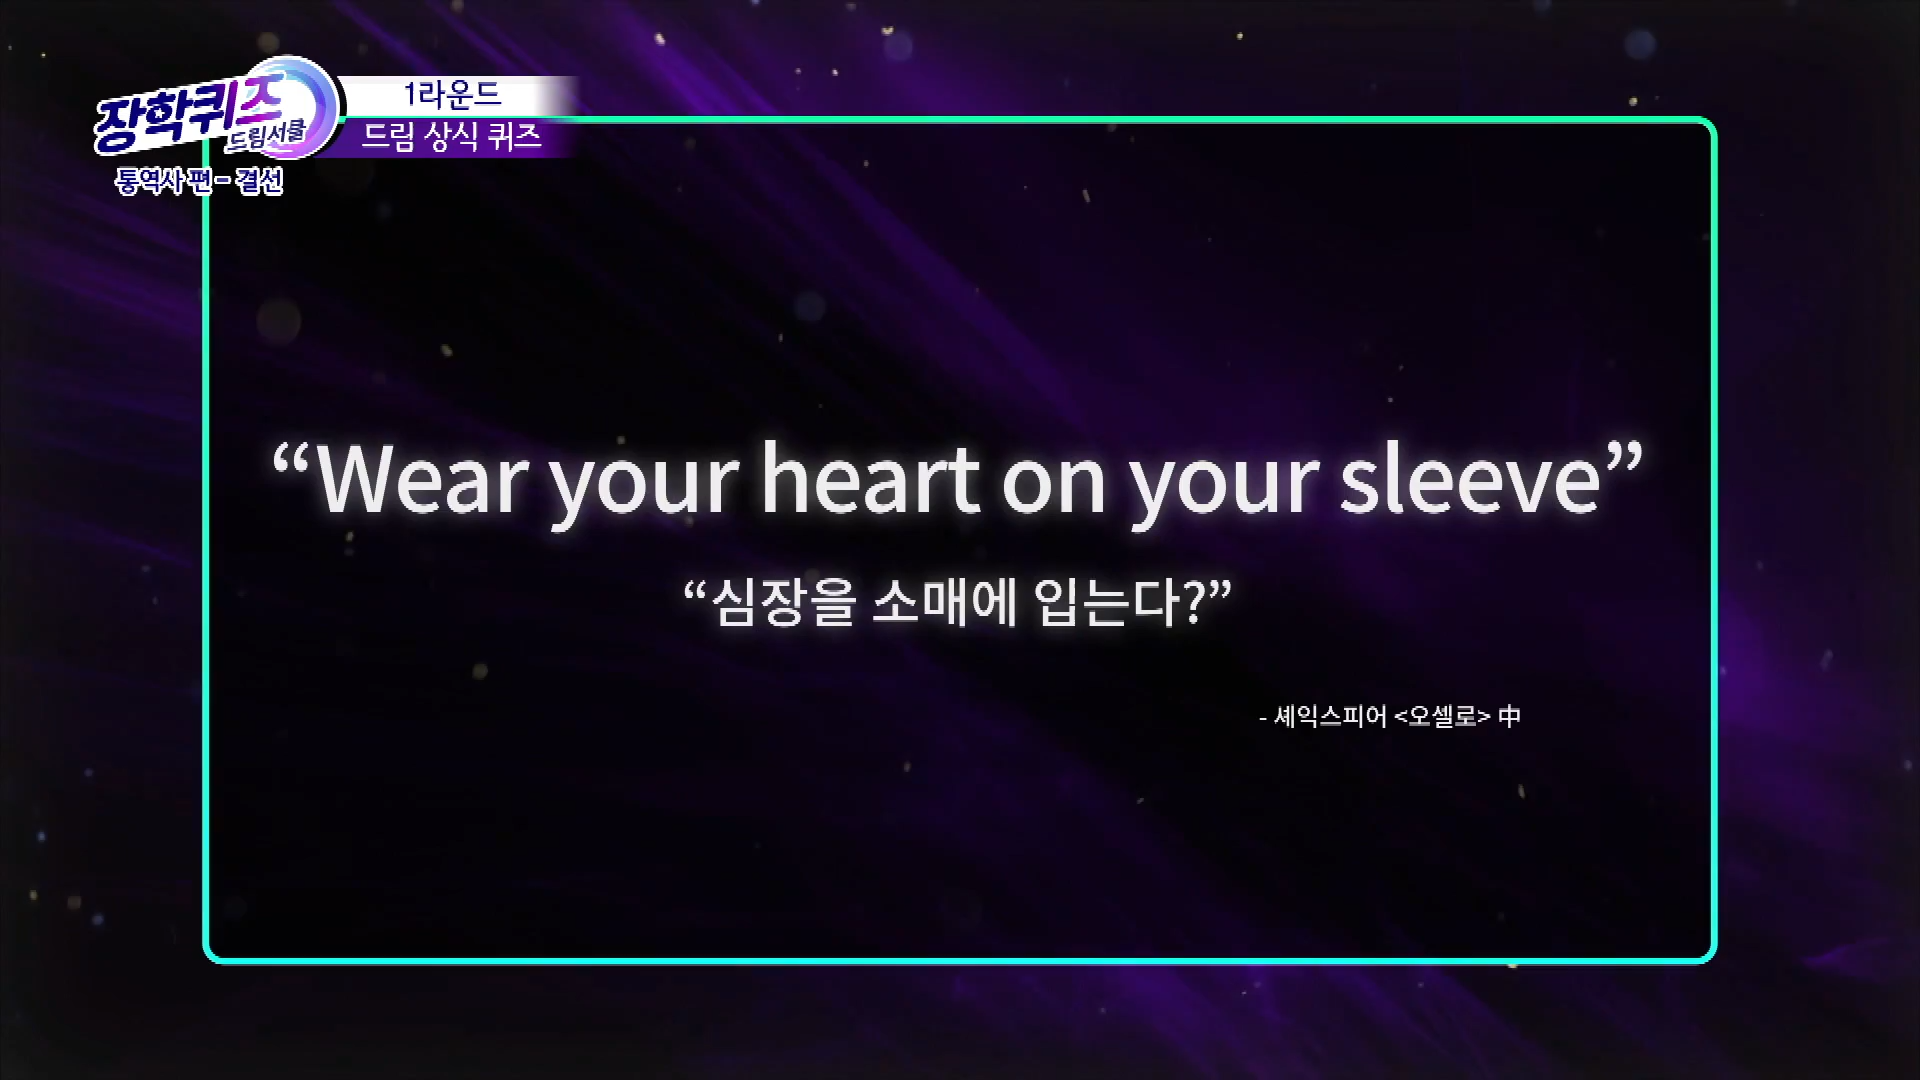 장학퀴즈
드림서클
통역사 편 - 결선
1라운드
드림 상식 퀴즈
“Wear your heart on your sleeve”
“심장을 소매에 입는다?”
- 셰익스피어 <오셀로> 中